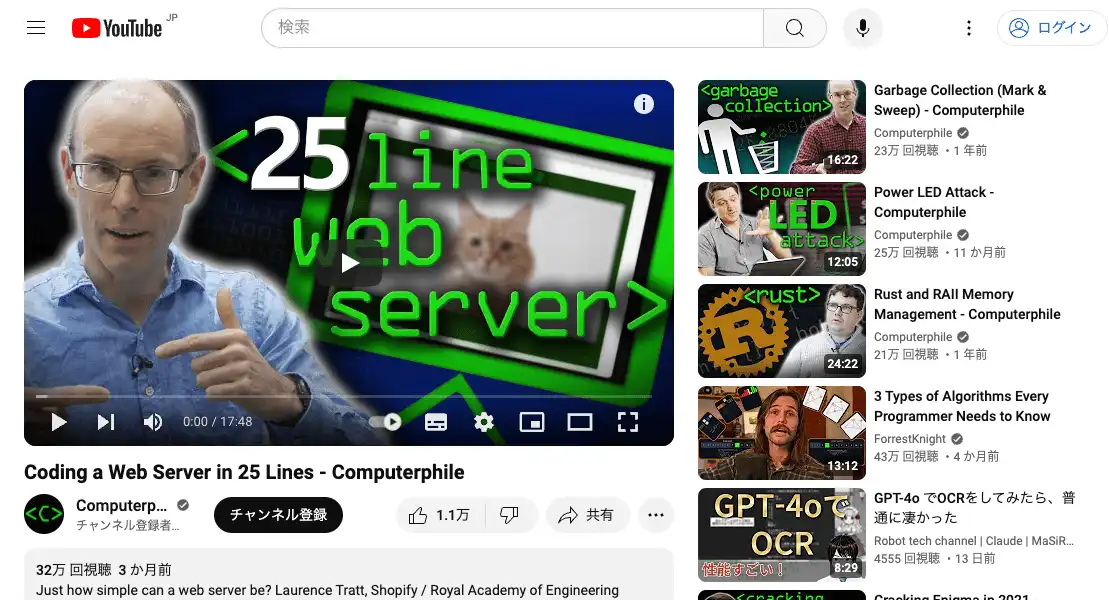 YouTube JP
検索
ログイン
<25 line
web
server>
0:00 / 17:48
Coding a Web Server in 25 Lines - Computerphile
<C>
Computerp...
チャンネル登録者...
チャンネル登録
1.1万
共有
32万 回視聴 3 か月前
Just how simple can a web server be? Laurence Tratt, Shopify / Royal Academy of Engineering
<garbage
collection>
16:22
Garbage Collection (Mark &
Sweep) - Computerphile
Computerphile
23万 回視聴 ・1 年前
<power
LED
attack>
12:05
Power LED Attack -
Computerphile
Computerphile
25万 回視聴 ・11 か月前
<rust>
R
24:22
Rust and RAII Memory
Management - Computerphile
Computerphile
21万 回視聴 ・1 年前
13:12
3 Types of Algorithms Every
Programmer Needs to Know
ForrestKnight
43万 回視聴 ・4 か月前
GPT-4oで
OCR
性能すごい！
8:29
GPT-4o でOCRをしてみたら、普
通に凄かった
Robot tech channel | Claude | MaSiR...
4555 回視聴 ・13 日前
<cracking
Cracking Enigma in 2021 -